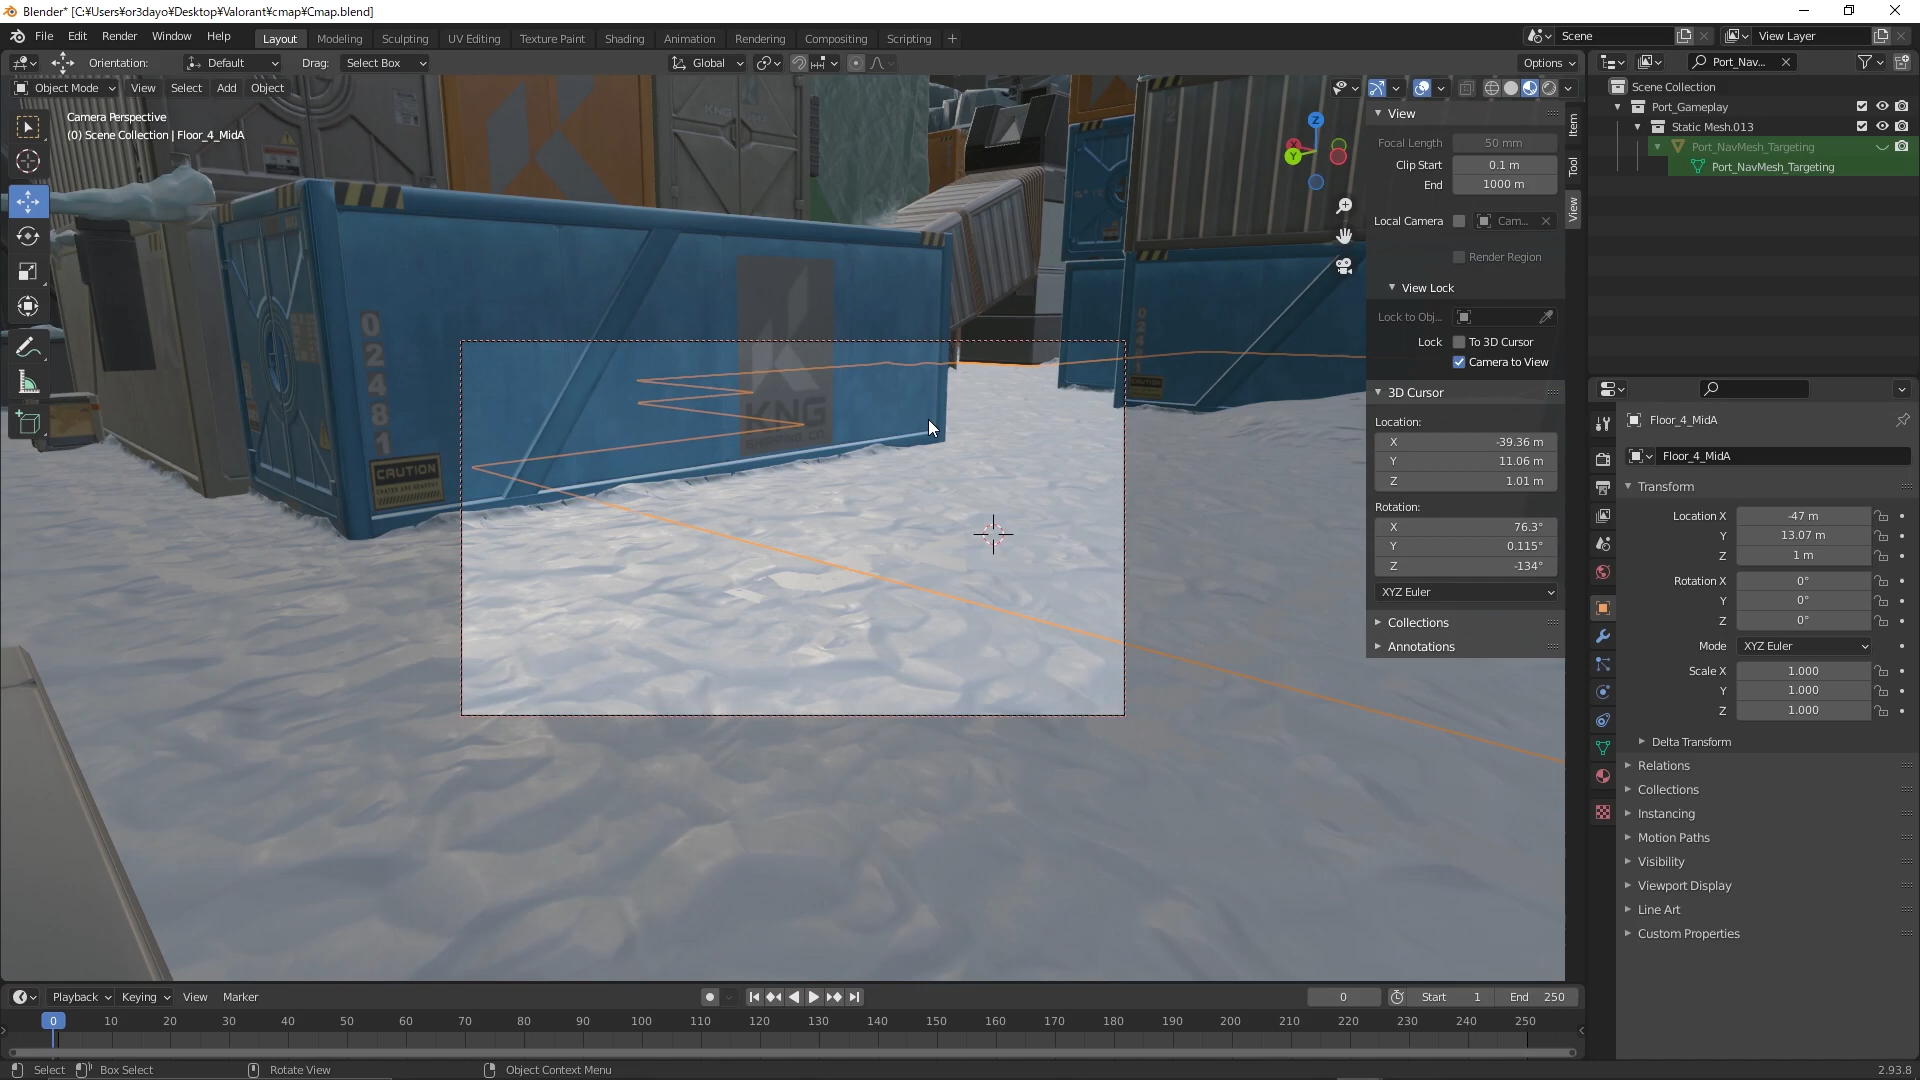 Blender* [C:¥Users¥or3dayo¥Desktop¥Valorant¥cmap¥Cmap.blend]
File Edit Render Window Help Layout Modeling Sculpting UV Editing Texture Paint Shading Animation Rendering Compositing Scripting + Scene View Layer
Orientation: Default Drag: Select Box Global Options Port_Nav...
Object Mode View Select Add Object
Camera Perspective
(0) Scene Collection | Floor_4_MidA
Z
Y
View
Focal Length 50 mm
Clip Start 0.1 m
End 1000 m
Local Camera Cam...
Render Region
View Lock
Lock to Obj...
Lock To 3D Cursor
Camera to View
3D Cursor
Location:
X -39.36 m
Y 11.06 m
Z 1.01 m
Rotation:
X 76.3°
Y 0.115°
Z -134°
XYZ Euler
Collections
Annotations
Item
Tool
View
Scene Collection
Port_Gameplay
Static Mesh.013
Port_NavMesh_Targeting
Port_NavMesh_Targeting
Floor_4_MidA
Floor_4_MidA
Transform
Location X -47 m
Y 13.07 m
Z 1 m
Rotation X 0°
Y 0°
Z 0°
Mode XYZ Euler
Scale X 1.000
Y 1.000
Z 1.000
Delta Transform
Relations
Collections
Instancing
Motion Paths
Visibility
Viewport Display
Line Art
Custom Properties
02481
CAUTION
KNG
SHIPPING CO
Playback Keying View Marker 0 Start 1 End 250
0 10 20 30 40 50 60 70 80 90 100 110 120 130 140 150 160 170 180 190 200 210 220 230 240 250
Select Box Select Rotate View Object Context Menu 2.93.8